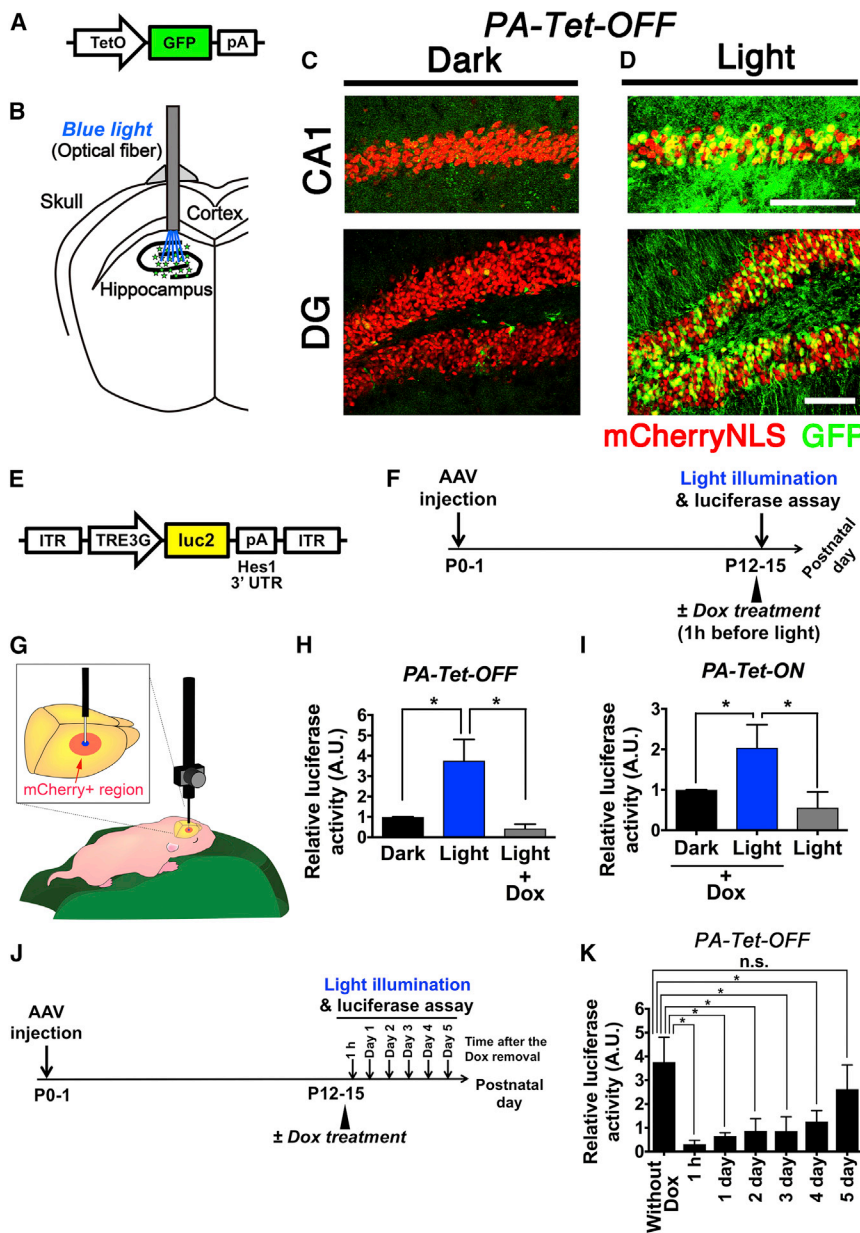 A
TetO GFP pA
B
Blue light
(Optical fiber)
Skull
Cortex
Hippocampus
PA-Tet-OFF
C Dark
D Light
CA1
DG
mCherryNLS GFP
E
ITR TRE3G luc2 pA ITR
Hes1
3' UTR
F
AAV
injection
Light illumination
& luciferase assay
P0-1
P12-15
Postnatal
day
± Dox treatment
(1h before light)
G
mCherry+ region
H
PA-Tet-OFF
* *
Relative luciferase
activity (A.U.)
6
5
4
3
2
1
0
Dark Light Light
+
Dox
I
PA-Tet-ON
* *
Relative luciferase
activity (A.U.)
3
2
1
0
Dark Light Light
+
Dox
J
AAV
injection
Light illumination
& luciferase assay
1 h
Day 1
Day 2
Day 3
Day 4
Day 5
Time after the
Dox removal
P0-1
P12-15
Postnatal
day
± Dox treatment
K
PA-Tet-OFF
n.s.
*
*
*
*
*
Relative luciferase
activity (A.U.)
6
5
4
3
2
1
0
Without
Dox
1 h
1 day
2 day
3 day
4 day
5 day